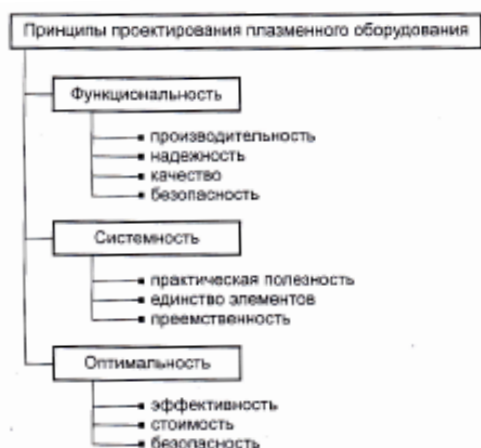 Принципы проектирования плазменного оборудования
Функциональность
производительность
надежность
качество
безопасность
Системность
практическая полезность
единство элементов
преемственность
Оптимальность
эффективность
стоимость
безопасность